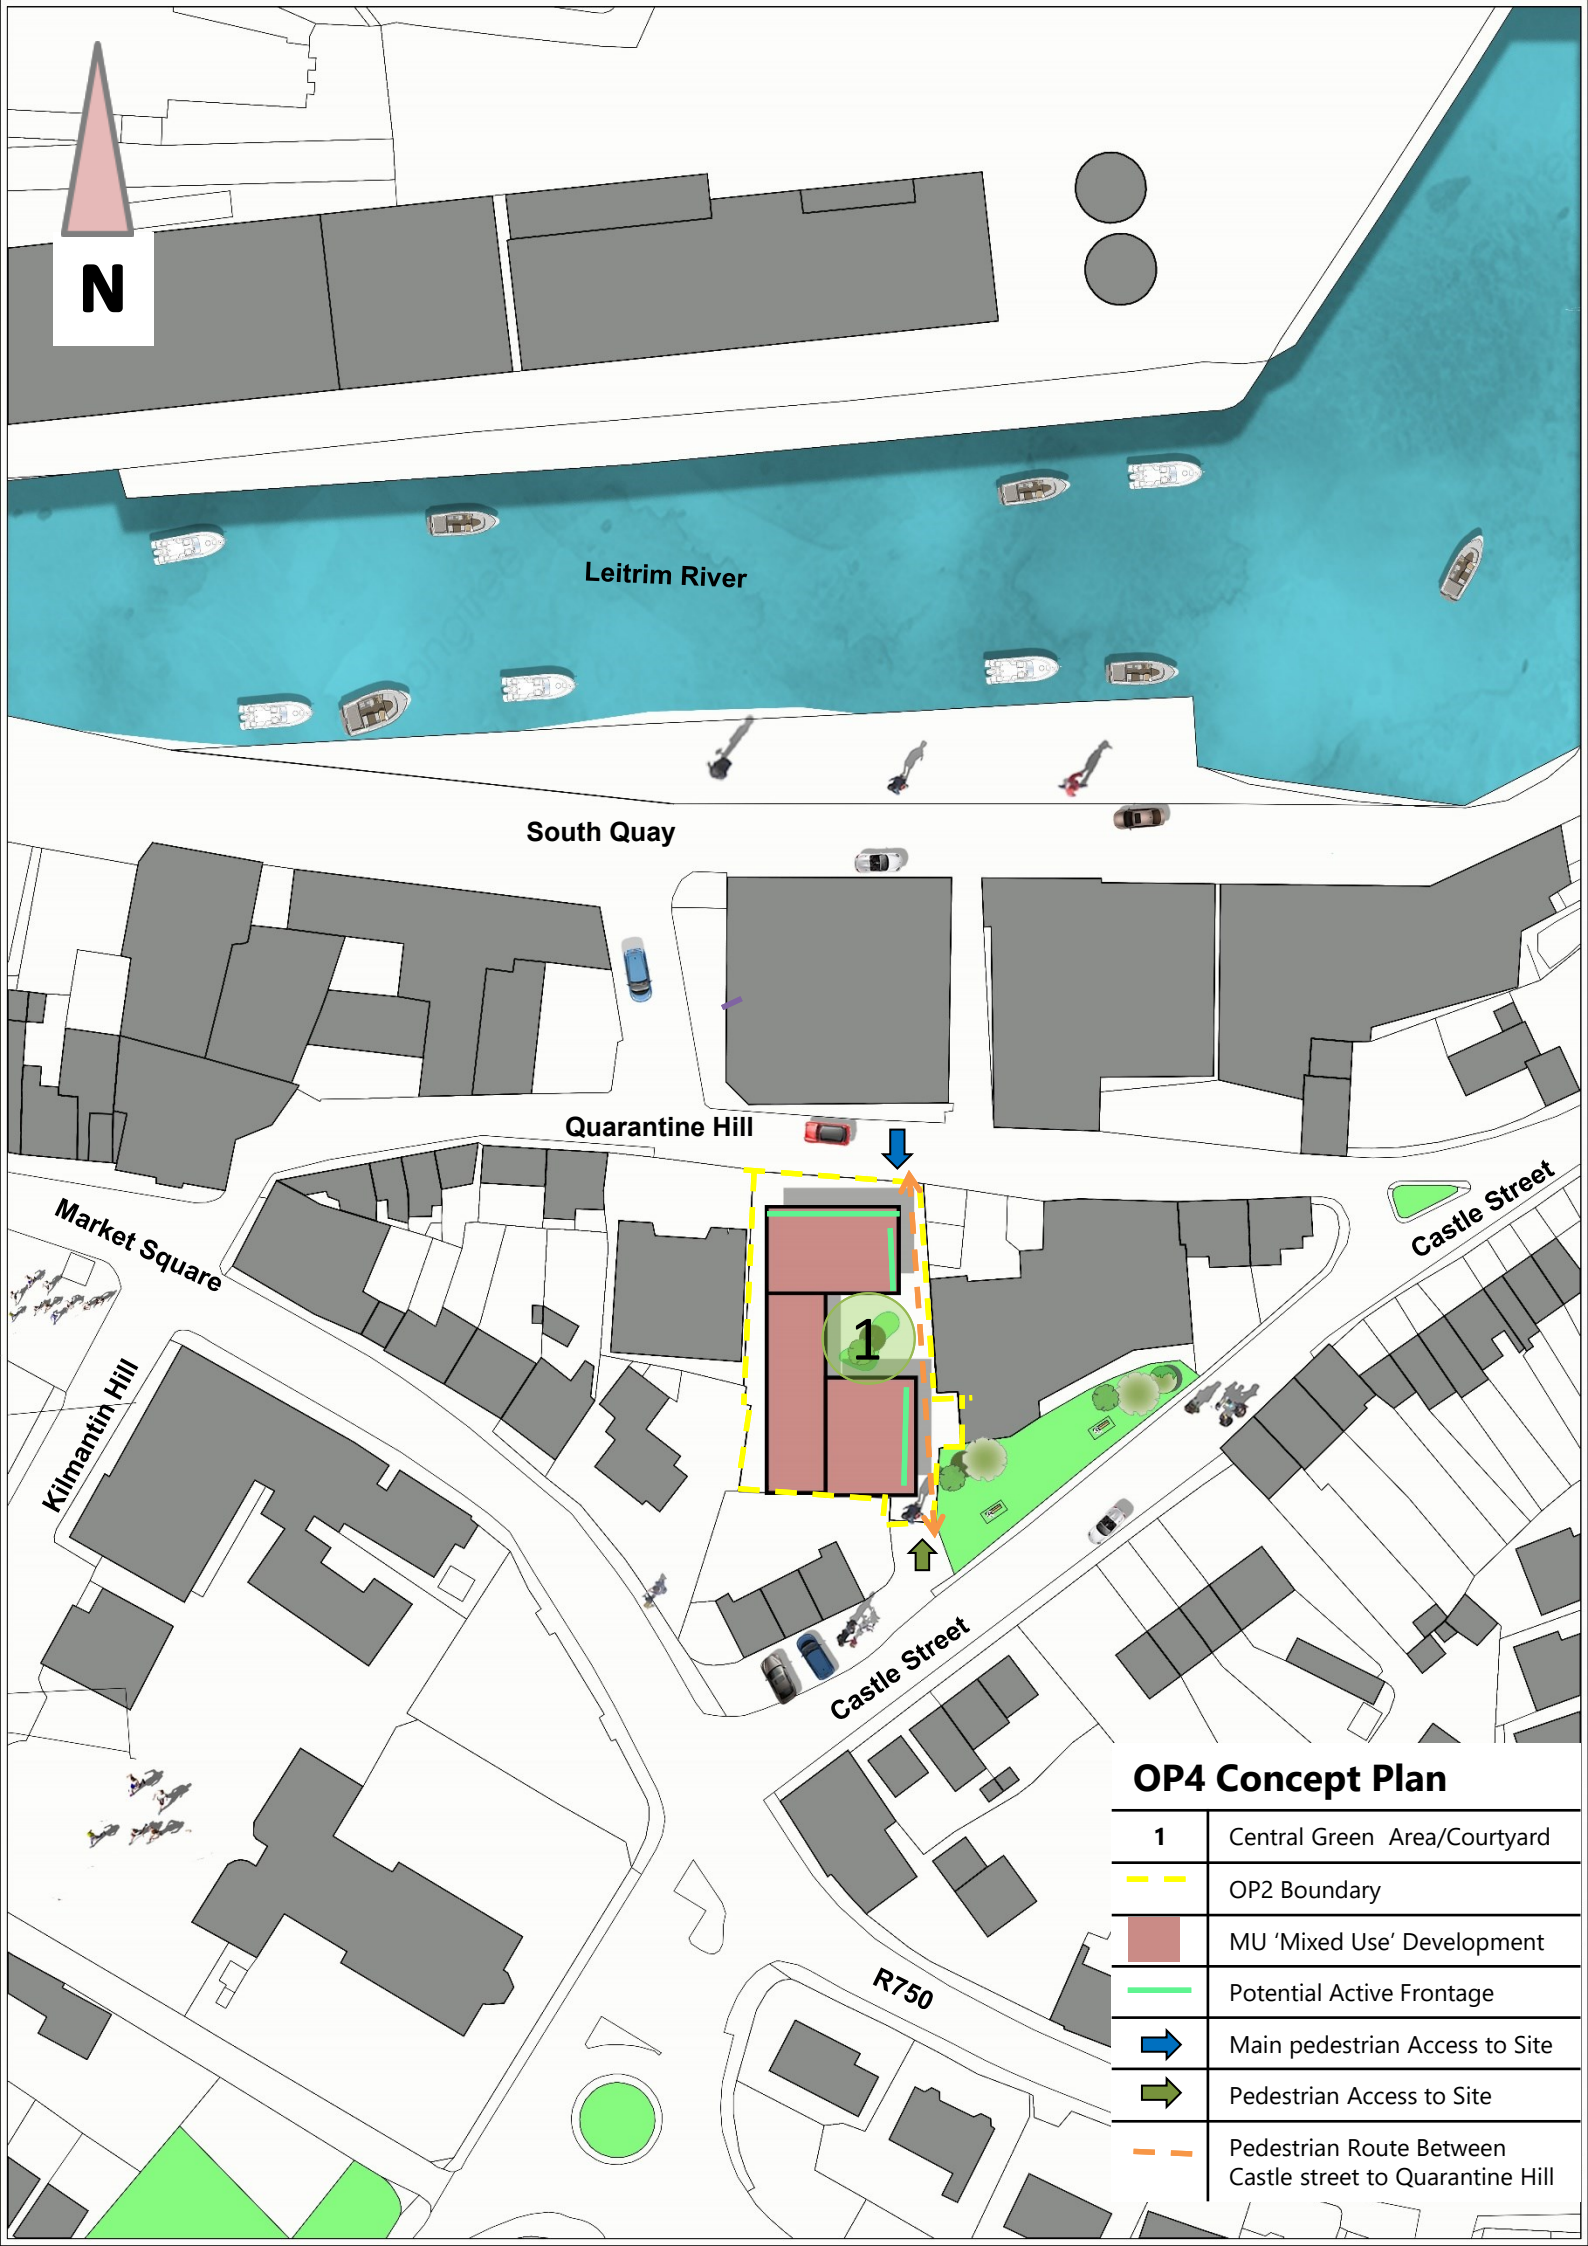 N
Leitrim River
South Quay
Quarantine Hill
Market Square
Castle Street
Kilmantin Hill
1
Castle Street
R750
OP4 Concept Plan
1 Central Green Area/Courtyard
OP2 Boundary
MU ‘Mixed Use’ Development
Potential Active Frontage
Main pedestrian Access to Site
Pedestrian Access to Site
Pedestrian Route Between
Castle street to Quarantine Hill